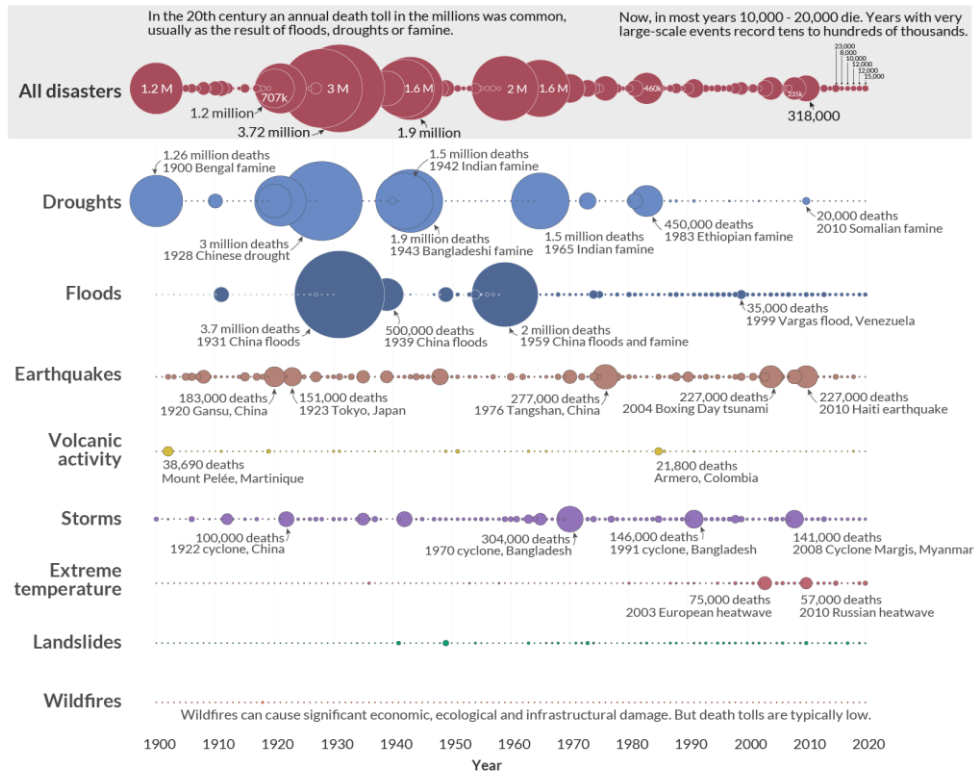 In the 20th century an annual death toll in the millions was common,
usually as the result of floods, droughts or famine.
Now, in most years 10,000 - 20,000 die. Years with very
large-scale events record tens to hundreds of thousands.
All disasters
1.2 M
707k
3 M
1.6 M
2 M
1.6 M
460k
235k
23,000
8,000
10,000
12,000
12,000
15,000
1.2 million
3.72 million
1.9 million
318,000
Droughts
1.26 million deaths
1900 Bengal famine
3 million deaths
1928 Chinese drought
1.5 million deaths
1942 Indian famine
1.9 million deaths
1943 Bangladeshi famine
1.5 million deaths
1965 Indian famine
450,000 deaths
1983 Ethiopian famine
20,000 deaths
2010 Somalian famine
Floods
3.7 million deaths
1931 China floods
500,000 deaths
1939 China floods
2 million deaths
1959 China floods and famine
35,000 deaths
1999 Vargas flood, Venezuela
Earthquakes
183,000 deaths
1920 Gansu, China
151,000 deaths
1923 Tokyo, Japan
277,000 deaths
1976 Tangshan, China
227,000 deaths
2004 Boxing Day tsunami
227,000 deaths
2010 Haiti earthquake
Volcanic
activity
38,690 deaths
Mount Pelée, Martinique
21,800 deaths
Armero, Colombia
Storms
100,000 deaths
1922 cyclone, China
304,000 deaths
1970 cyclone, Bangladesh
146,000 deaths
1991 cyclone, Bangladesh
141,000 deaths
2008 Cyclone Margis, Myanmar
Extreme
temperature
75,000 deaths
2003 European heatwave
57,000 deaths
2010 Russian heatwave
Landslides
Wildfires
Wildfires can cause significant economic, ecological and infrastructural damage. But death tolls are typically low.
1900 1910 1920 1930 1940 1950 1960 1970 1980 1990 2000 2010 2020
Year